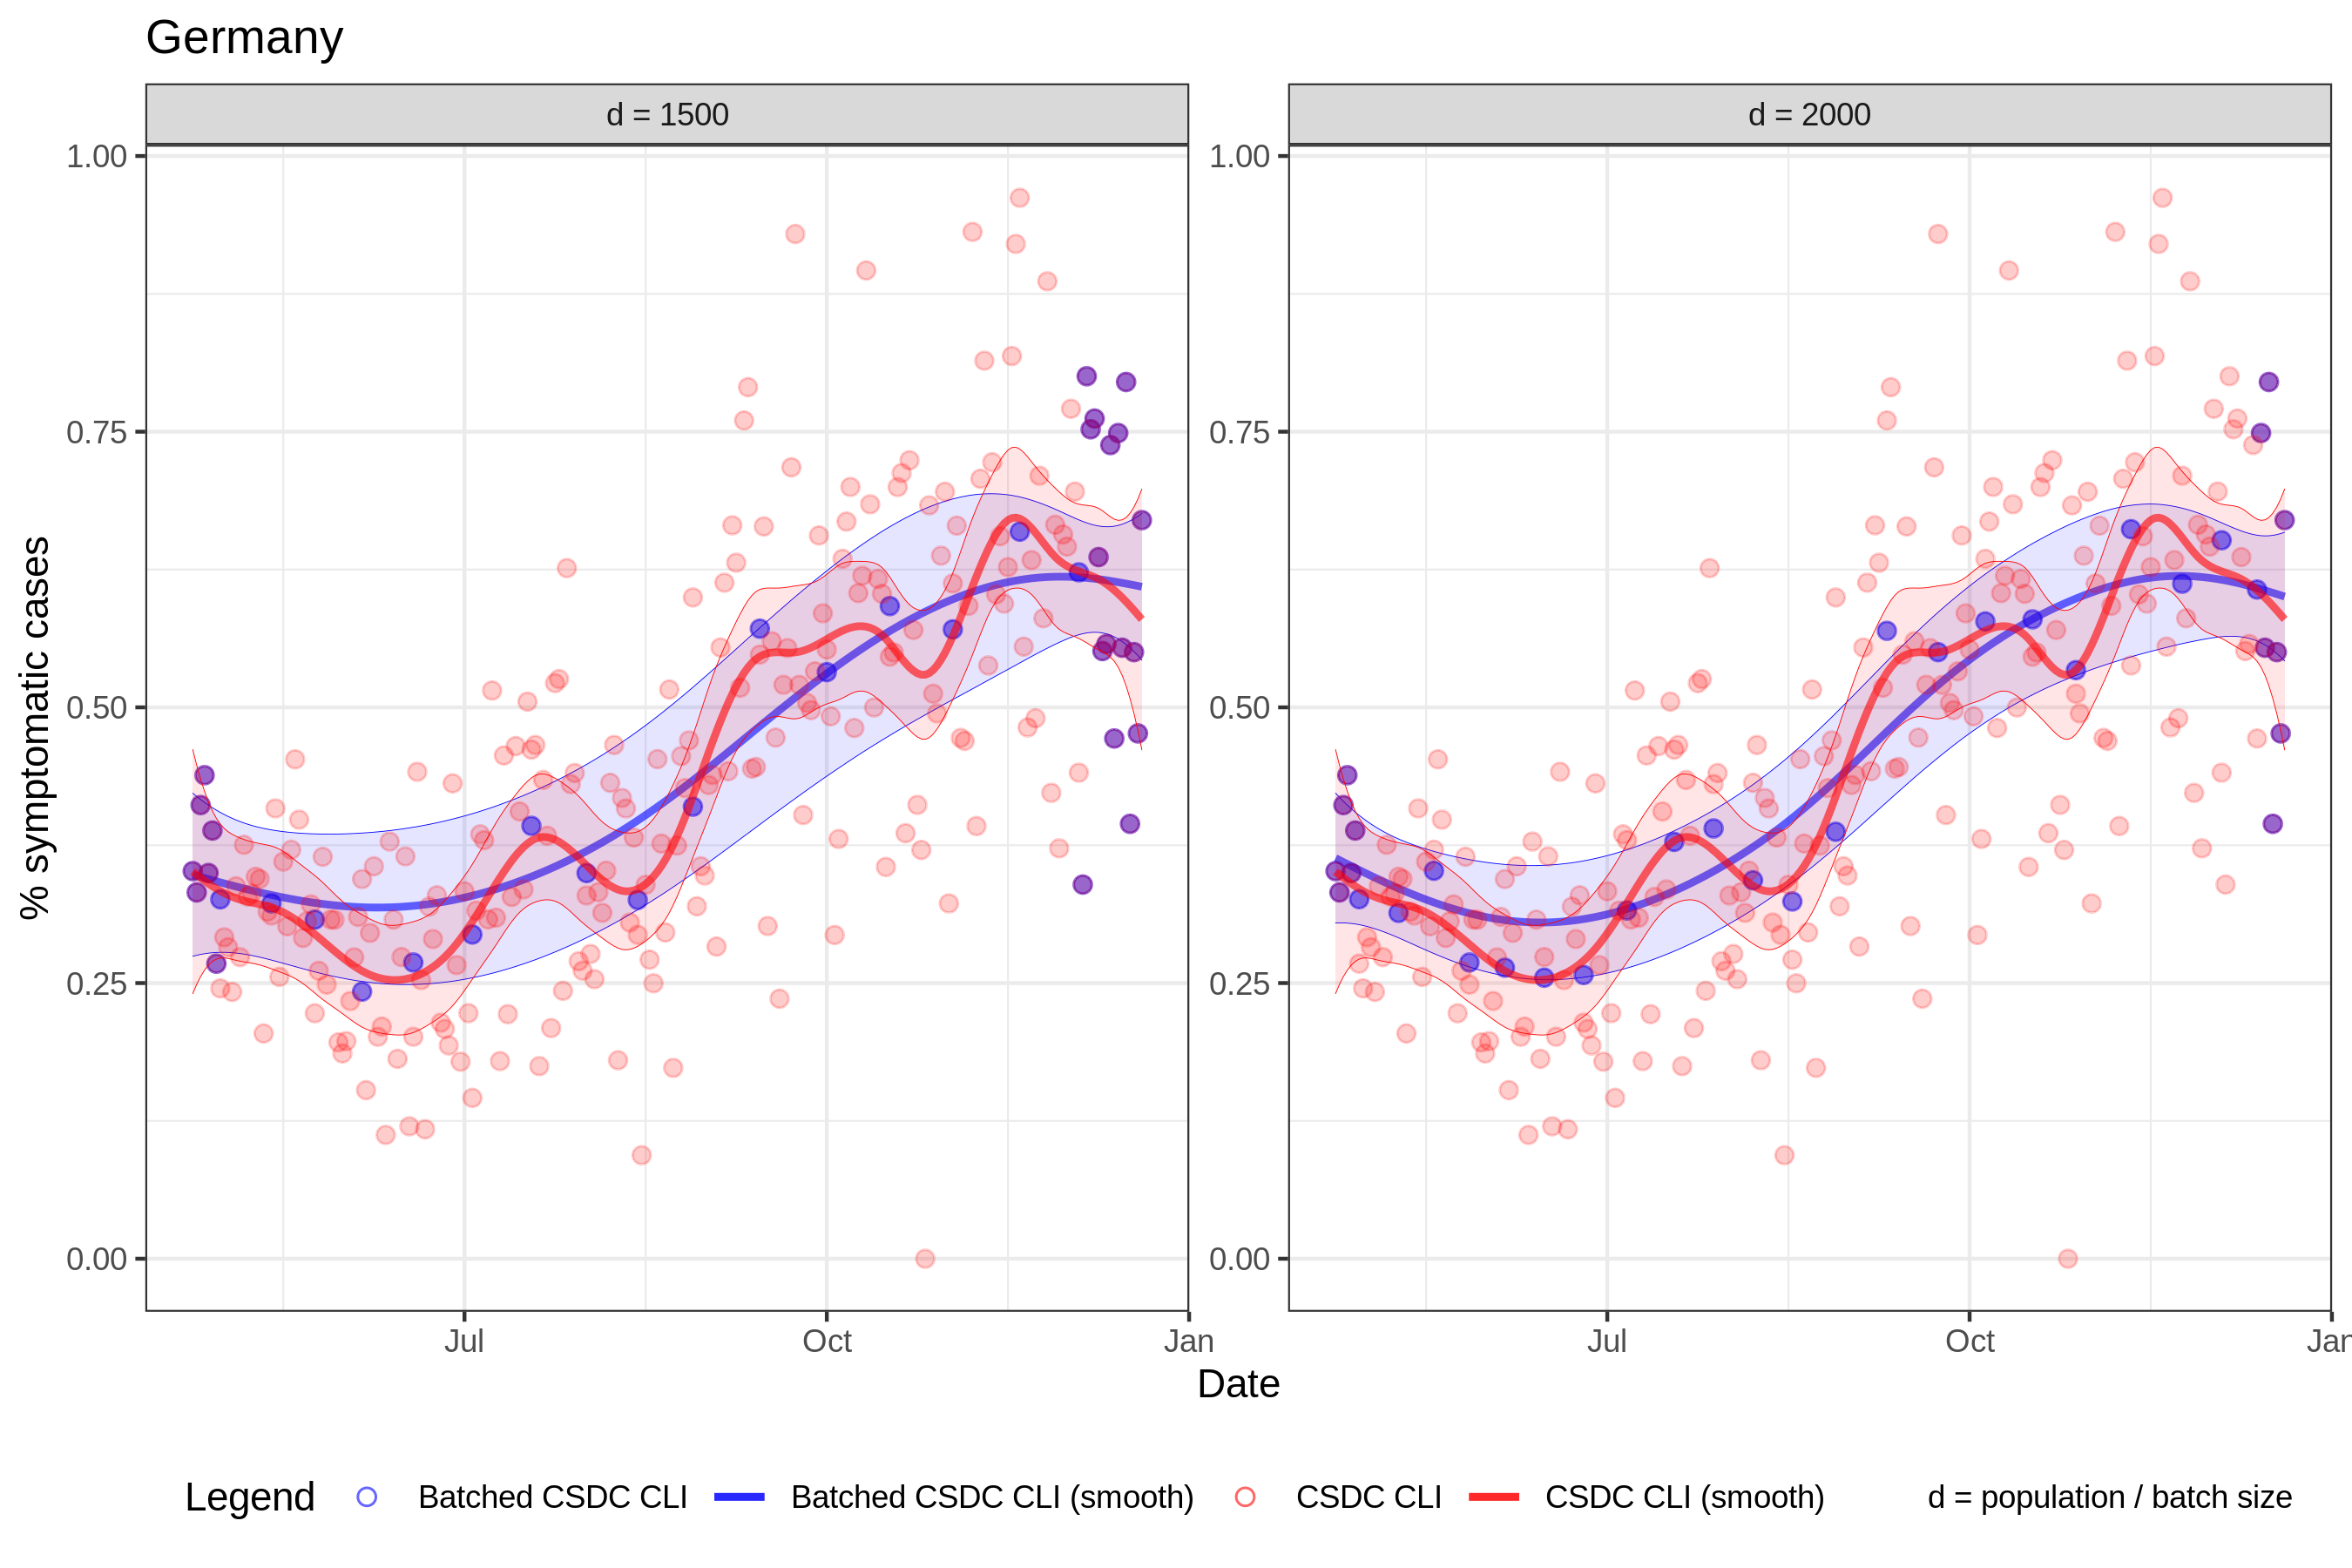 Germany
d = 1500
d = 2000
% symptomatic cases
1.00
0.75
0.50
0.25
0.00
1.00
0.75
0.50
0.25
0.00
Jul
Oct
Jan
Jul
Oct
Jan
Date
Legend
Batched CSDC CLI
Batched CSDC CLI (smooth)
CSDC CLI
CSDC CLI (smooth)
d = population / batch size